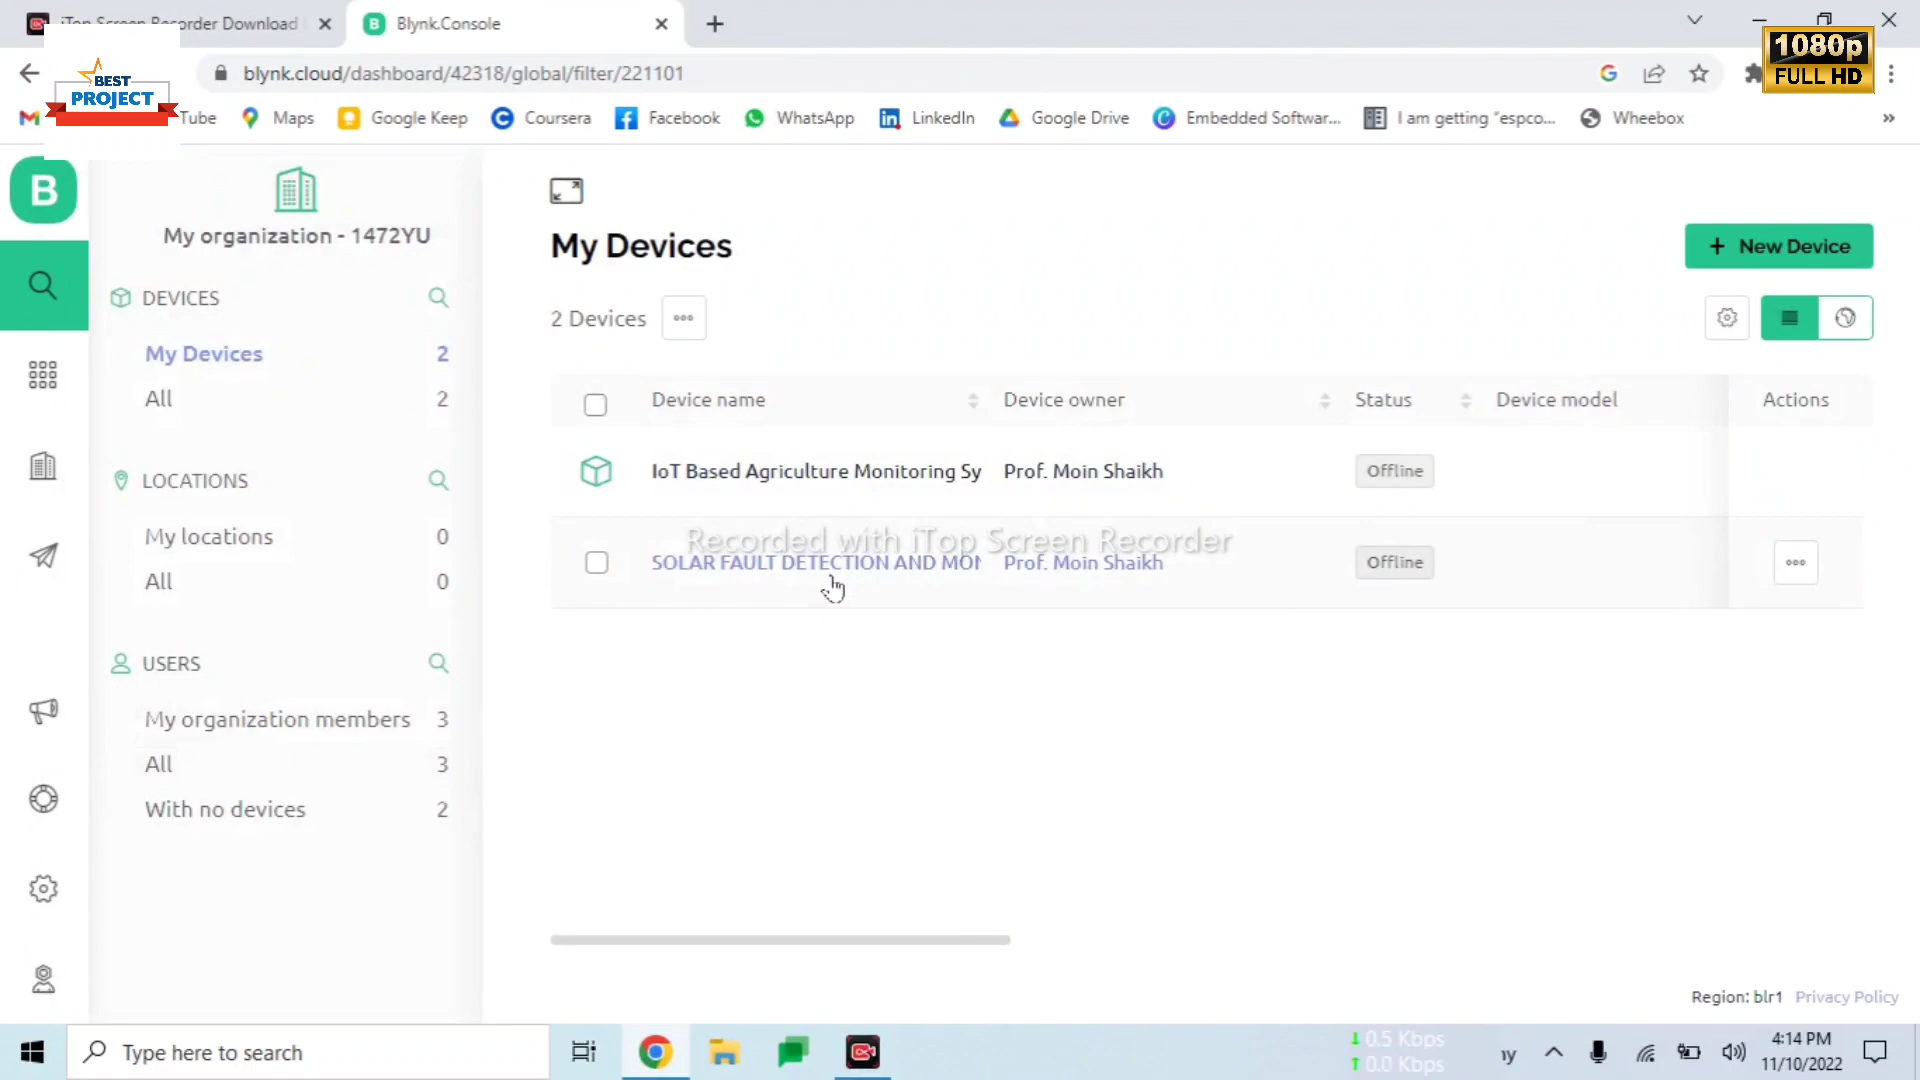 iTop Screen Recorder Download
Blynk.Console
1080p
FULL HD
blynk.cloud/dashboard/42318/global/filter/221101
BEST
PROJECT
Tube
Maps
Google Keep
Coursera
Facebook
WhatsApp
LinkedIn
Google Drive
Embedded Softwar...
I am getting "espco...
Wheebox
B
My organization - 1472YU
DEVICES
My Devices 2
All 2
LOCATIONS
My locations 0
All 0
USERS
My organization members 3
All 3
With no devices 2
My Devices
+ New Device
2 Devices
Device name Device owner Status Device model Actions
IoT Based Agriculture Monitoring Sy Prof. Moin Shaikh Offline
Recorded with iTop Screen Recorder
SOLAR FAULT DETECTION AND MON Prof. Moin Shaikh Offline
Region: blr1 Privacy Policy
Type here to search
0.5 Kbps
0.0 Kbps
4:14 PM
11/10/2022